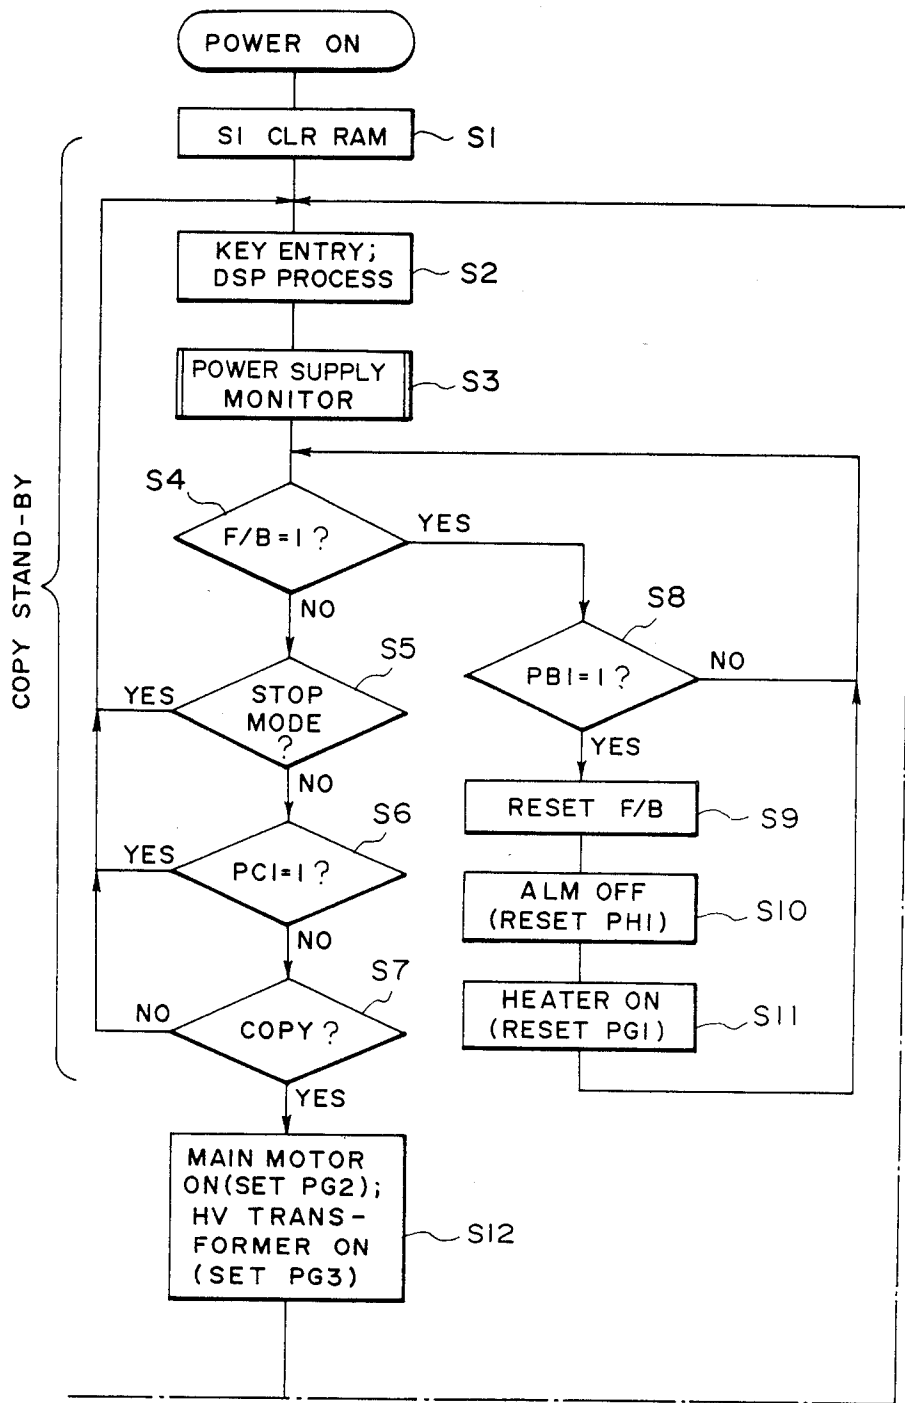 POWER ON
S1 CLR RAM
S1
KEY ENTRY;
DSP PROCESS
S2
POWER SUPPLY
MONITOR
S3
COPY STAND-BY
S4
F/B=1?
YES
NO
S8
PB1=1?
NO
YES
S5
STOP
MODE
?
YES
NO
RESET F/B
S9
S6
PC1=1?
YES
NO
ALM OFF
(RESET PH1)
S10
S7
COPY?
NO
YES
HEATER ON
(RESET PG1)
S11
MAIN MOTOR
ON(SET PG2);
HV TRANS-
FORMER ON
(SET PG3)
S12